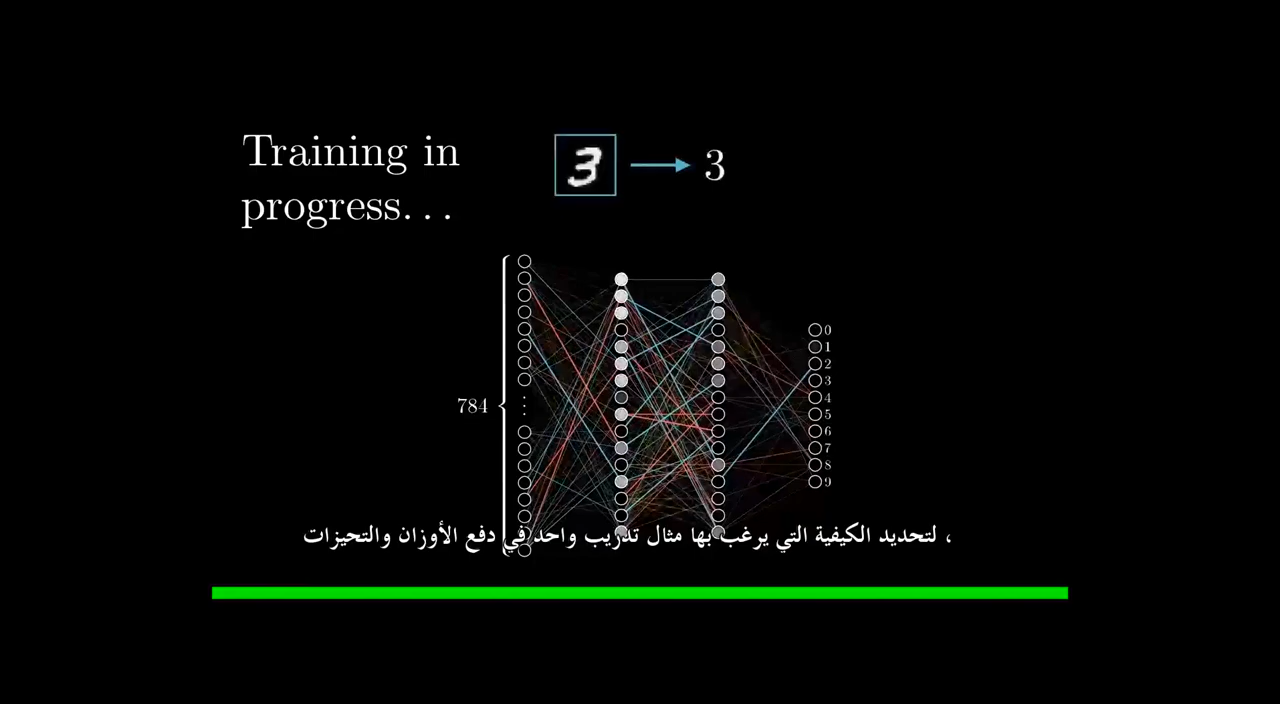 Training in
progress...
3 → 3
784
0
1
2
3
4
5
6
7
8
9
، لتحديد الكيفية التي يرغب بها مثال تدريب واحد في دفع الأوزان والتحيزات